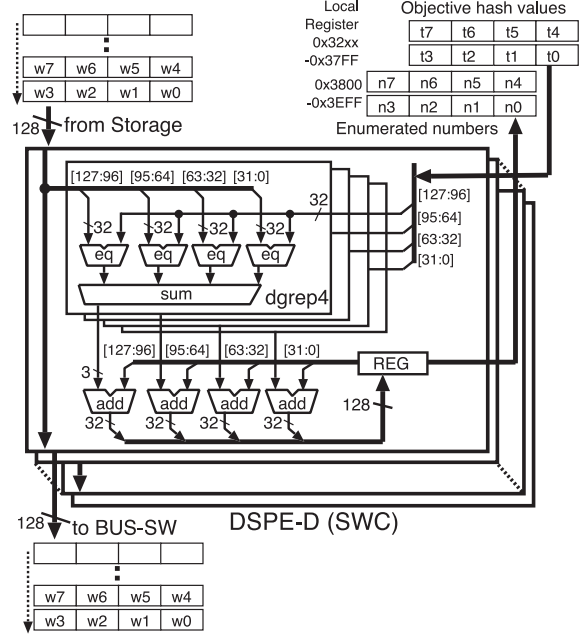 Local
Register
0x32xx
-0x37FF
0x3800
-0x3EFF
Objective hash values
t7 t6 t5 t4
t3 t2 t1 t0
n7 n6 n5 n4
n3 n2 n1 n0
Enumerated numbers
w7 w6 w5 w4
w3 w2 w1 w0
128 from Storage
[127:96] [95:64] [63:32] [31:0]
32
[127:96]
[95:64]
[63:32]
[31:0]
32 32 32 32
eq eq eq eq
sum
dgrep4
[127:96] [95:64] [63:32] [31:0]
REG
3
add add add add
128
32 32 32 32
DSPE-D (SWC)
128 to BUS-SW
w7 w6 w5 w4
w3 w2 w1 w0